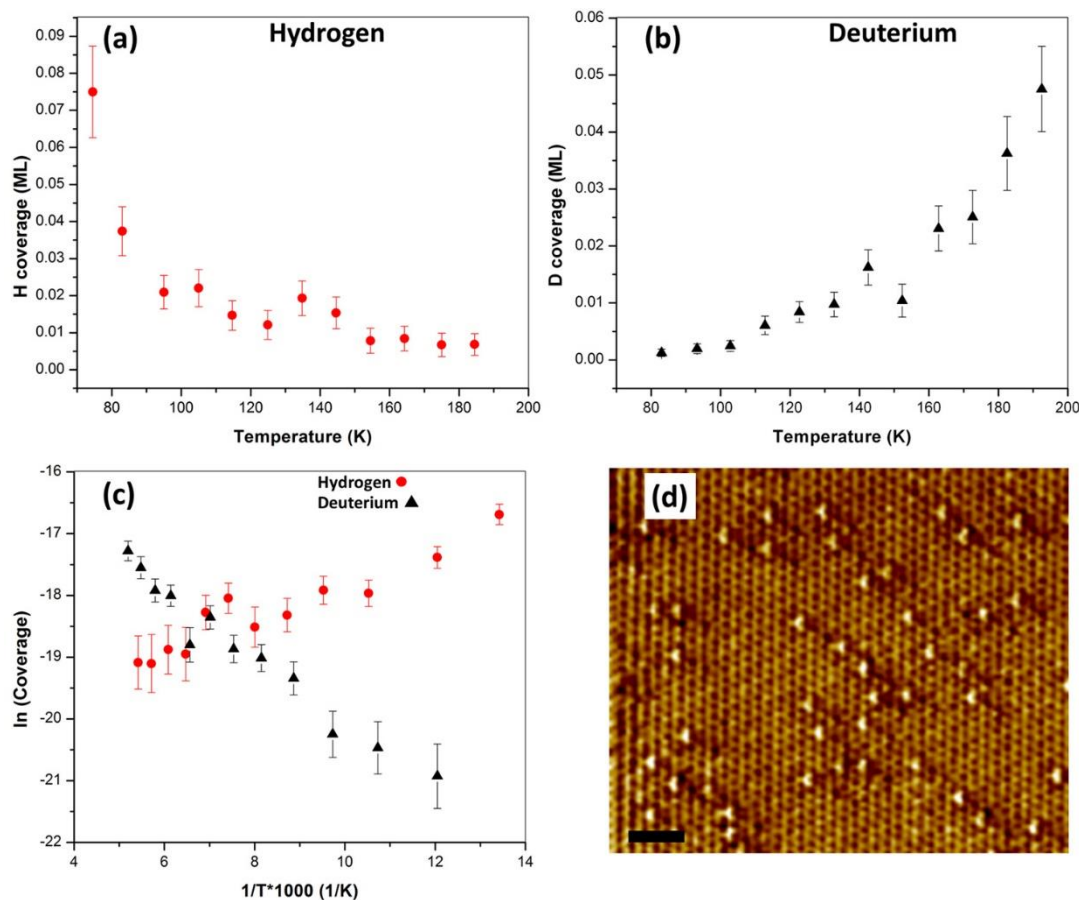 (a) Hydrogen
0.09
0.08
0.07
0.06
0.05
0.04
0.03
0.02
0.01
0.00
H coverage (ML)
80 100 120 140 160 180 200
Temperature (K)
(b) Deuterium
0.06
0.05
0.04
0.03
0.02
0.01
0.00
D coverage (ML)
80 100 120 140 160 180 200
Temperature (K)
(c)
Hydrogen
Deuterium
-16
-17
-18
-19
-20
-21
-22
ln (Coverage)
4 6 8 10 12 14
1/T*1000 (1/K)
(d)